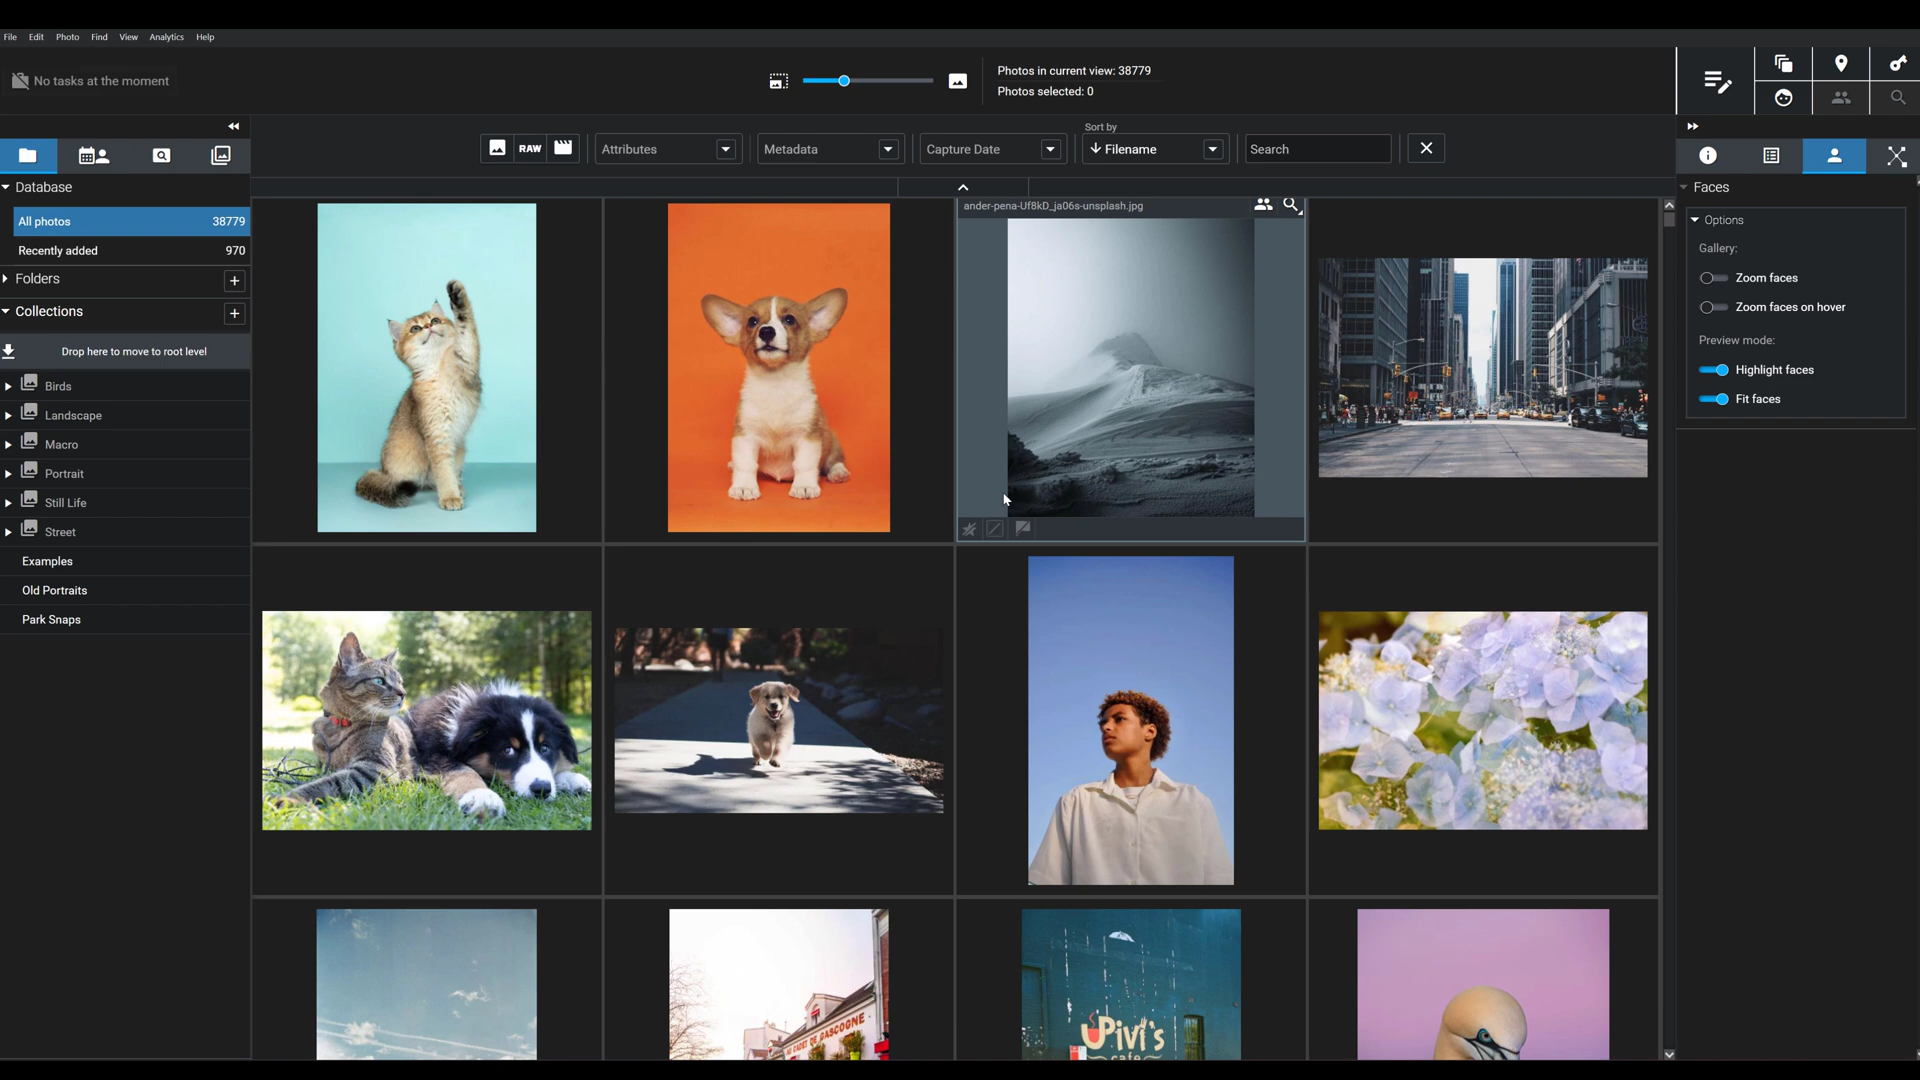 File Edit Photo Find View Analytics Help
No tasks at the moment
Photos in current view: 38779
Photos selected: 0
Sort by
RAW Attributes Metadata Capture Date Filename Search
Database
All photos 38779
Recently added 970
Folders
Collections
Drop here to move to root level
Birds
Landscape
Macro
Portrait
Still Life
Street
Examples
Old Portraits
Park Snaps
ander-pena-Uf8kD_ja06s-unsplash.jpg
AU CADET DE GASCOGNE
Pivi's
cafe
Faces
Options
Gallery:
Zoom faces
Zoom faces on hover
Preview mode:
Highlight faces
Fit faces